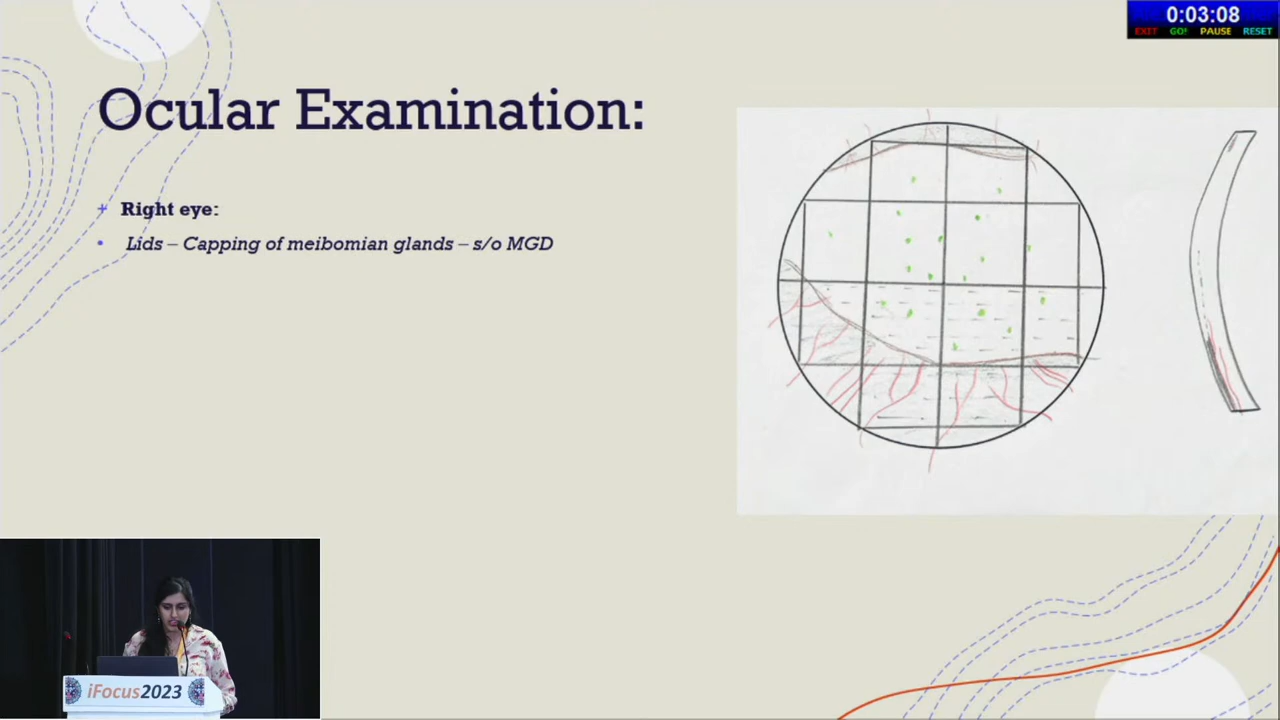 0:03:08
EXIT GO! PAUSE RESET
Ocular Examination:
+ Right eye:
• Lids – Capping of meibomian glands – s/o MGD
iFocus2023